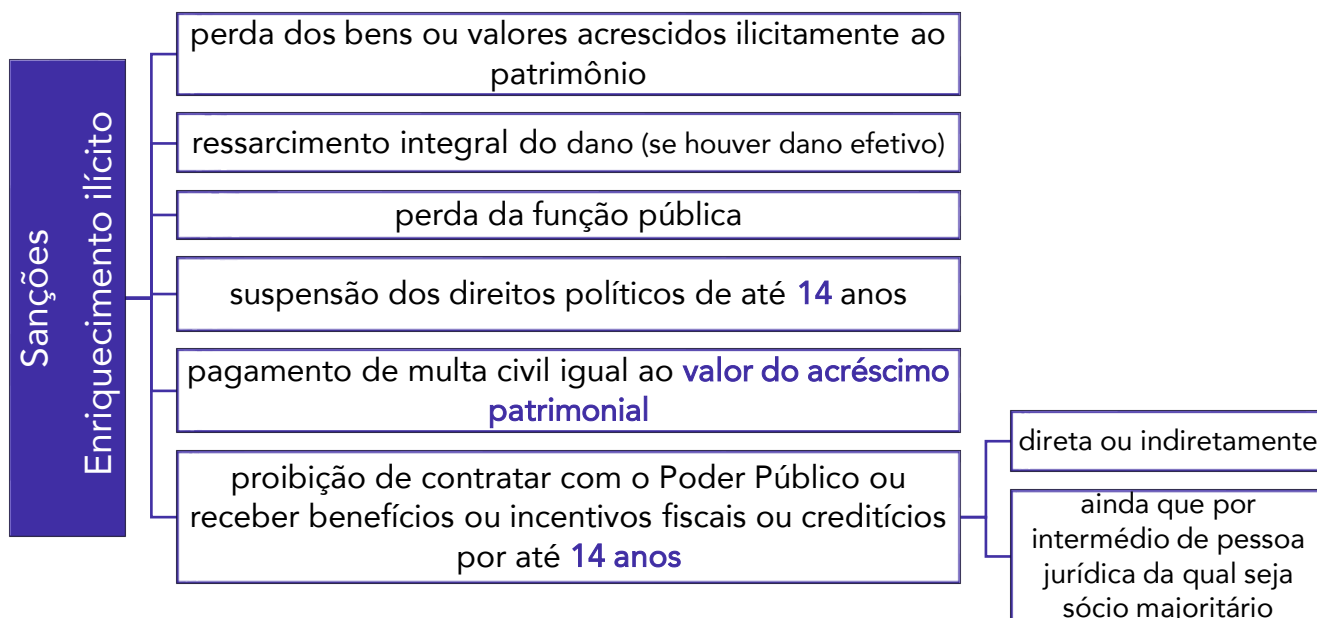 Sanções
Enriquecimento ilícito
perda dos bens ou valores acrescidos ilicitamente ao
patrimônio
ressarcimento integral do dano (se houver dano efetivo)
perda da função pública
suspensão dos direitos políticos de até 14 anos
pagamento de multa civil igual ao valor do acréscimo
patrimonial
proibição de contratar com o Poder Público ou
receber benefícios ou incentivos fiscais ou creditícios
por até 14 anos
direta ou indiretamente
ainda que por
intermédio de pessoa
jurídica da qual seja
sócio majoritário